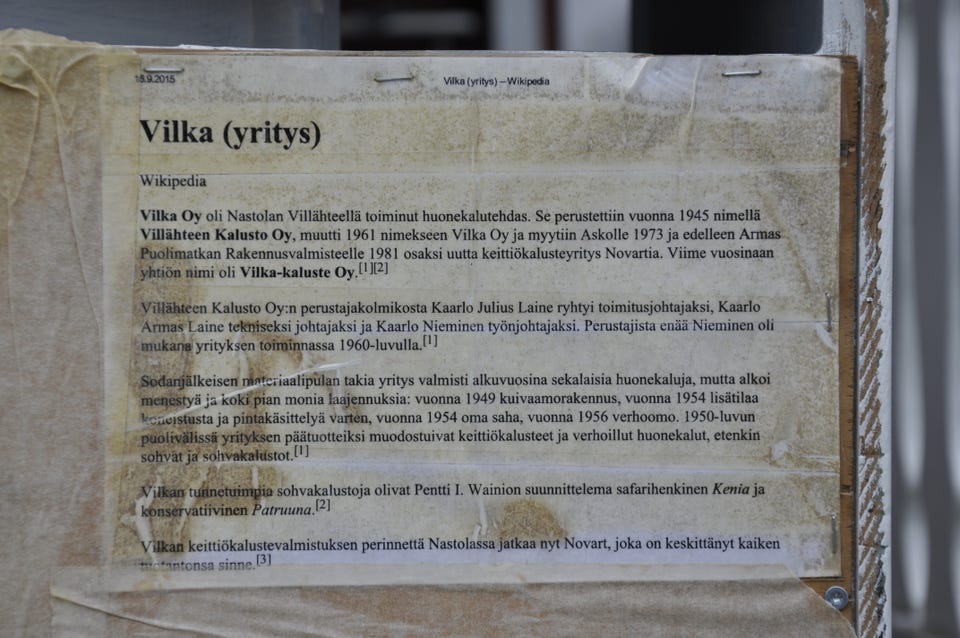 15.9.2015 Vilka (yritys) – Wikipedia
Vilka (yritys)
Wikipedia
Vilka Oy oli Nastolan Villähteellä toiminut huonekalutehdas. Se perustettiin vuonna 1945 nimellä
Villähteen Kalusto Oy, muutti 1961 nimekseen Vilka Oy ja myytiin Askolle 1973 ja edelleen Armas
Puolimatkan Rakennusvalmisteelle 1981 osaksi uutta keittiökalusteyritys Novartia. Viime vuosinaan
yhtiön nimi oli Vilka-kaluste Oy.[1][2]
Villähteen Kalusto Oy:n perustajakolmikosta Kaarlo Julius Laine ryhtyi toimitusjohtajaksi, Kaarlo
Armas Laine tekniseksi johtajaksi ja Kaarlo Nieminen työnjohtajaksi. Perustajista enää Nieminen oli
mukana yrityksen toiminnassa 1960-luvulla.[1]
Sodanjälkeisen materiaalipulan takia yritys valmisti alkuvuosina sekalaisia huonekaluja, mutta alkoi
menestyä ja koki pian monia laajennuksia: vuonna 1949 kuivaamorakennus, vuonna 1954 lisätilaa
koneistusta ja pintakäsittelyä varten, vuonna 1954 oma saha, vuonna 1956 verhoomo. 1950-luvun
puolivälissä yrityksen päätuotteiksi muodostuivat keittiökalusteet ja verhoillut huonekalut, etenkin
sohvat ja sohvakalustot.[1]
Vilkan tunnetuimpia sohvakalustoja olivat Pentti I. Wainion suunnittelema safarihenkinen Kenia ja
konservatiivinen Patruuna.[2]
Vilkan keittiökalustevalmistuksen perinnettä Nastolassa jatkaa nyt Novart, joka on keskittänyt kaiken
tuotantonsa sinne.[3]